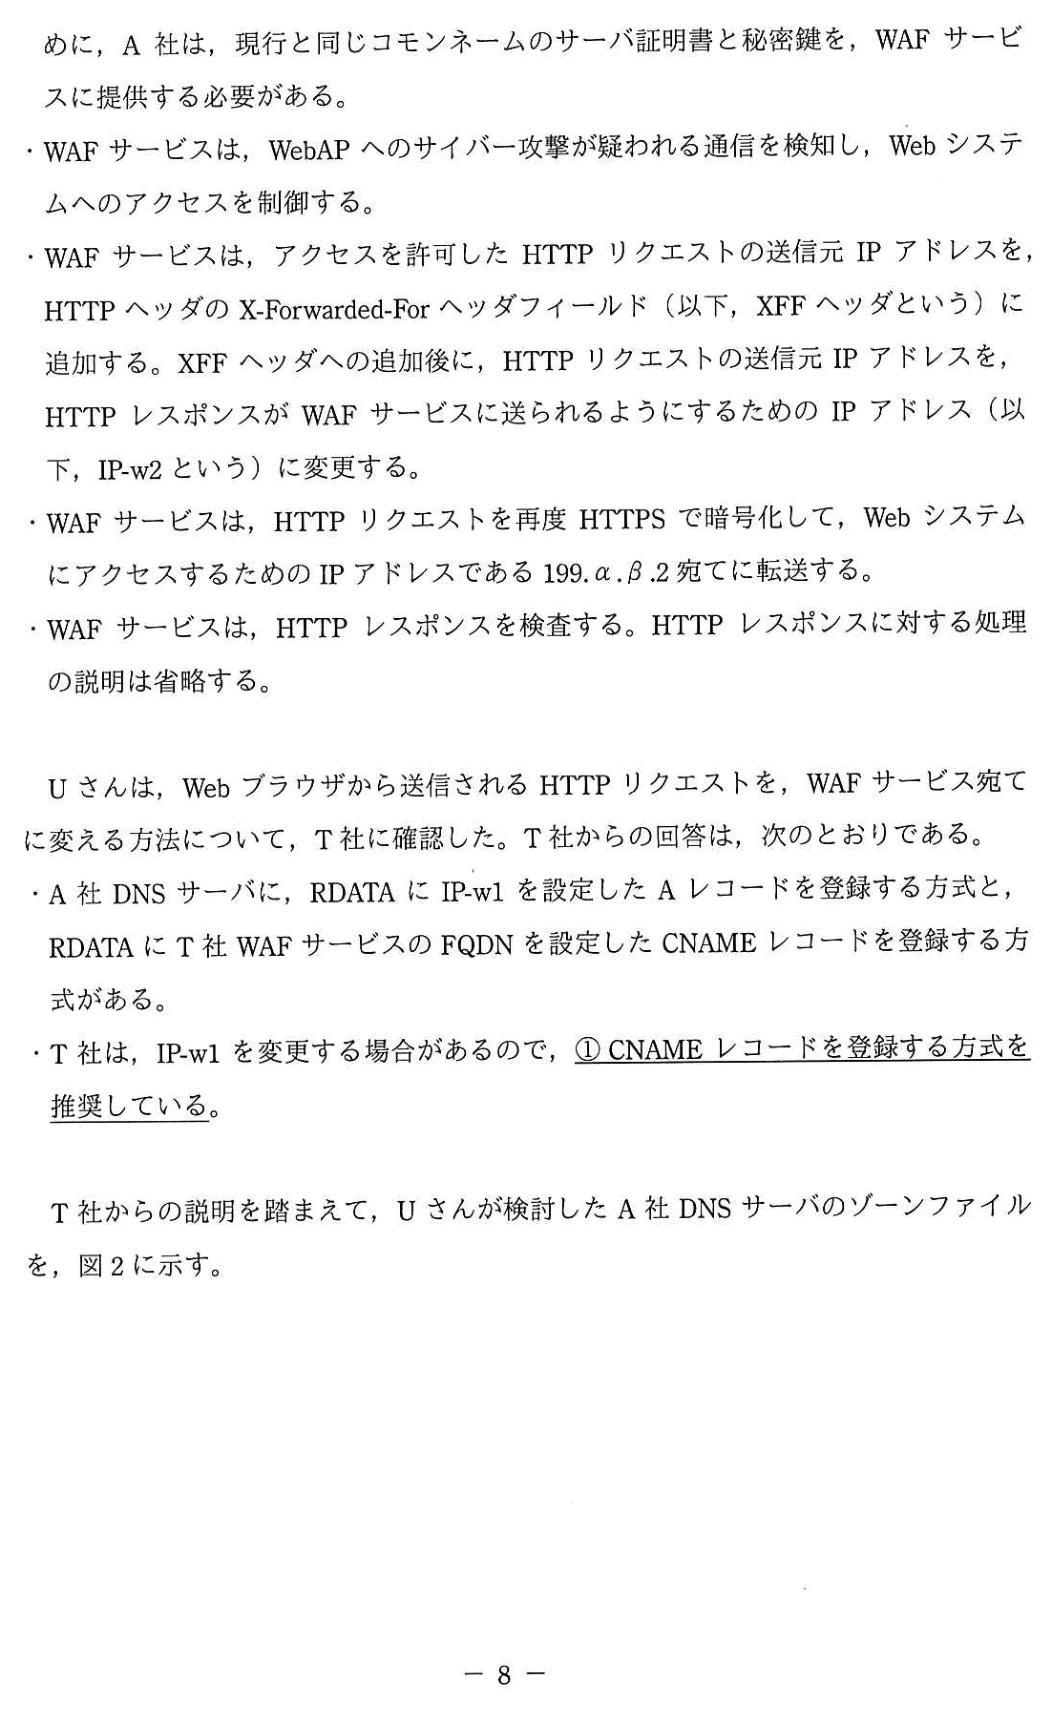 めに，A 社は，現行と同じコモンネームのサーバ証明書と秘密鍵を，WAF サービ
スに提供する必要がある。
・WAF サービスは，WebAP へのサイバー攻撃が疑われる通信を検知し，Web システ
ムへのアクセスを制御する。
・WAF サービスは，アクセスを許可した HTTP リクエストの送信元 IP アドレスを，
HTTP ヘッダの X-Forwarded-For ヘッダフィールド（以下，XFF ヘッダという）に
追加する。XFF ヘッダへの追加後に，HTTP リクエストの送信元 IP アドレスを，
HTTP レスポンスが WAF サービスに送られるようにするための IP アドレス（以
下，IP-w2 という）に変更する。
・WAF サービスは，HTTP リクエストを再度 HTTPS で暗号化して，Web システム
にアクセスするための IP アドレスである 199.α.β.2 宛てに転送する。
・WAF サービスは，HTTP レスポンスを検査する。HTTP レスポンスに対する処理
の説明は省略する。
U さんは，Web ブラウザから送信される HTTP リクエストを，WAF サービス宛て
に変える方法について，T 社に確認した。T 社からの回答は，次のとおりである。
・A 社 DNS サーバに，RDATA に IP-w1 を設定した A レコードを登録する方式と，
RDATA に T 社 WAF サービスの FQDN を設定した CNAME レコードを登録する方
式がある。
・T 社は，IP-w1 を変更する場合があるので，① CNAME レコードを登録する方式を
推奨している。
T 社からの説明を踏まえて，U さんが検討した A 社 DNS サーバのゾーンファイル
を，図 2 に示す。
－ 8 －